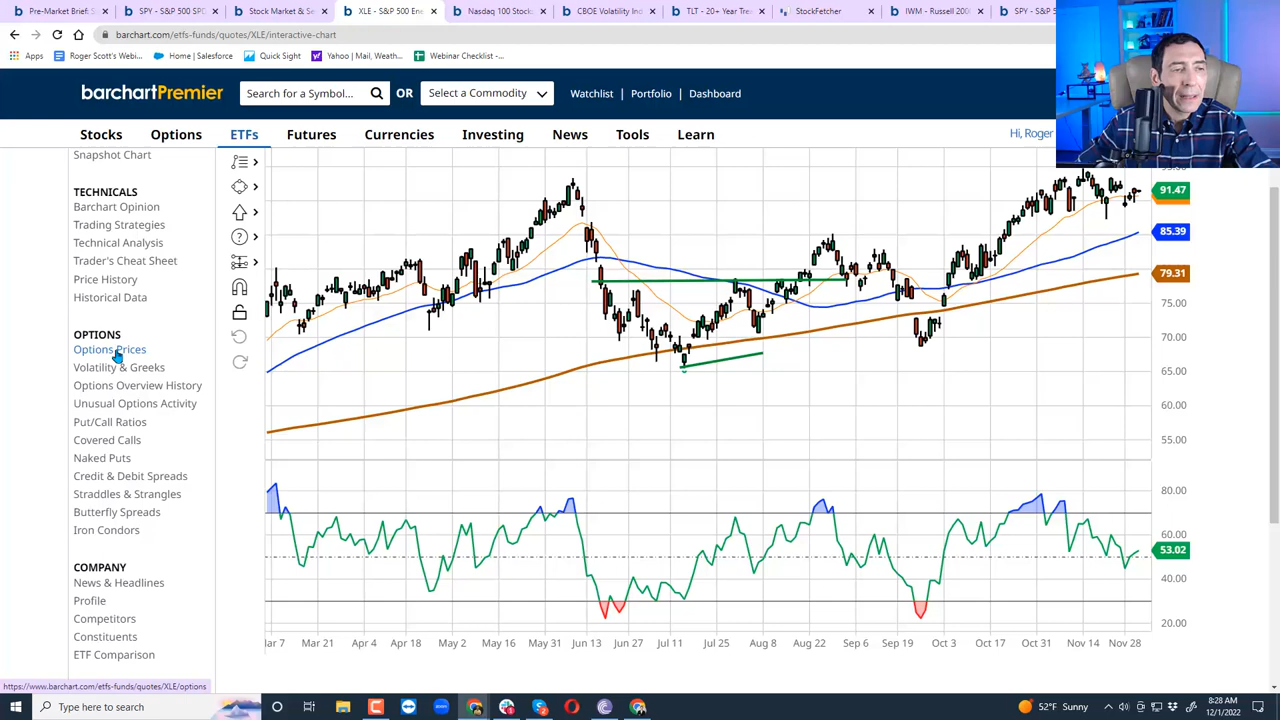 Pre-Market Brief: S
SPY - S&P 500 SPD
Stock Market & Se
XLE - S&P 500 Ene
Nasdaq 100 Stock
CBOE Volatility Ind
TLT - 20+ Year Trea
StockFetcher
IWM - Russell 2000
SPY - S&P 5
barchart.com/etfs-funds/quotes/XLE/interactive-chart
Apps
Roger Scott's Webi...
Home | Salesforce
Quick Sight
Yahoo | Mail, Weath...
Webinar Checklist -...
barchartPremier
Search for a Symbol...
OR
Select a Commodity
Watchlist
Portfolio
Dashboard
Stocks
Options
ETFs
Futures
Currencies
Investing
News
Tools
Learn
Hi, Roger
Snapshot Chart
TECHNICALS
Barchart Opinion
Trading Strategies
Technical Analysis
Trader's Cheat Sheet
Price History
Historical Data
OPTIONS
Options Prices
Volatility & Greeks
Options Overview History
Unusual Options Activity
Put/Call Ratios
Covered Calls
Naked Puts
Credit & Debit Spreads
Straddles & Strangles
Butterfly Spreads
Iron Condors
COMPANY
News & Headlines
Profile
Competitors
Constituents
ETF Comparison
91.47
85.39
79.31
75.00
70.00
65.00
60.00
55.00
80.00
60.00
53.02
40.00
20.00
Mar 7
Mar 21
Apr 4
Apr 18
May 2
May 16
May 31
Jun 13
Jun 27
Jul 11
Jul 25
Aug 8
Aug 22
Sep 6
Sep 19
Oct 3
Oct 17
Oct 31
Nov 14
Nov 28
https://www.barchart.com/etfs-funds/quotes/XLE/options
Type here to search
52°F Sunny
8:28 AM
12/1/2022